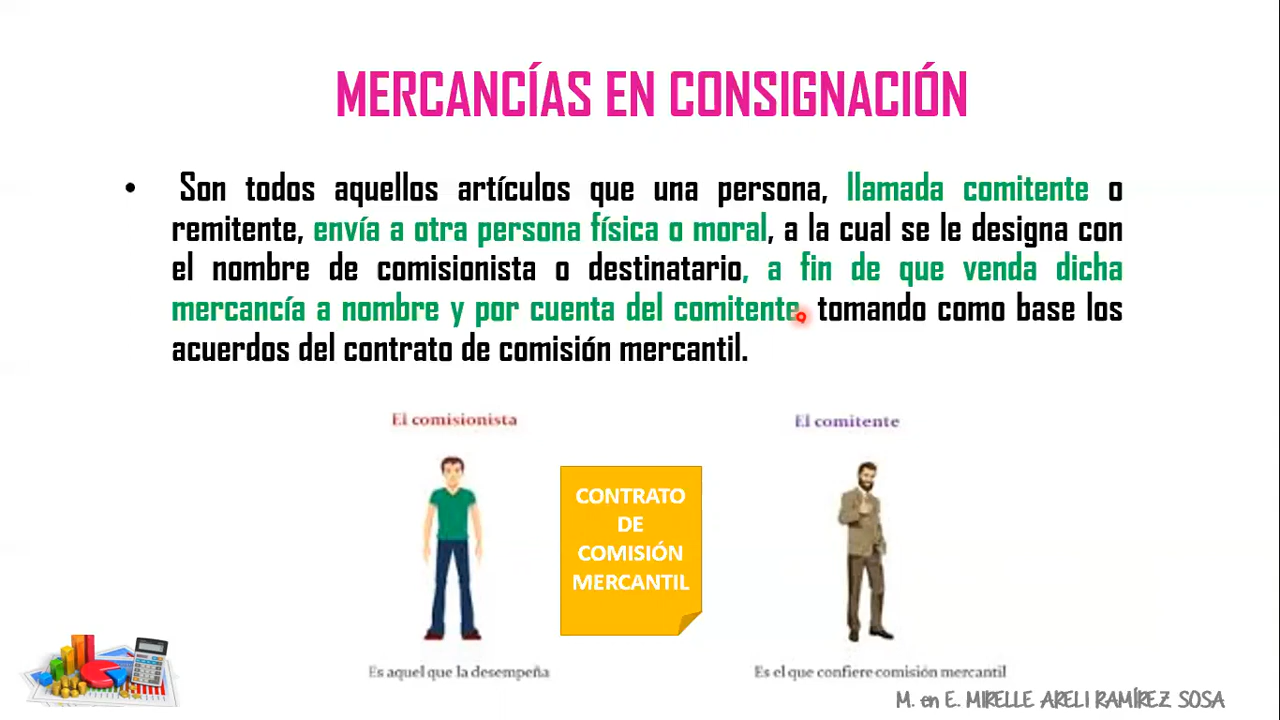 MERCANCÍAS EN CONSIGNACIÓN
• Son todos aquellos artículos que una persona, llamada comitente o
remitente, envía a otra persona física o moral, a la cual se le designa con
el nombre de comisionista o destinatario, a fin de que venda dicha
mercancía a nombre y por cuenta del comitente, tomando como base los
acuerdos del contrato de comisión mercantil.
El comisionista
El comitente
CONTRATO
DE
COMISIÓN
MERCANTIL
Es aquel que la desempeña
Es el que confiere comisión mercantil
M. en E. MIRELLE ARELI RAMÍREZ SOSA